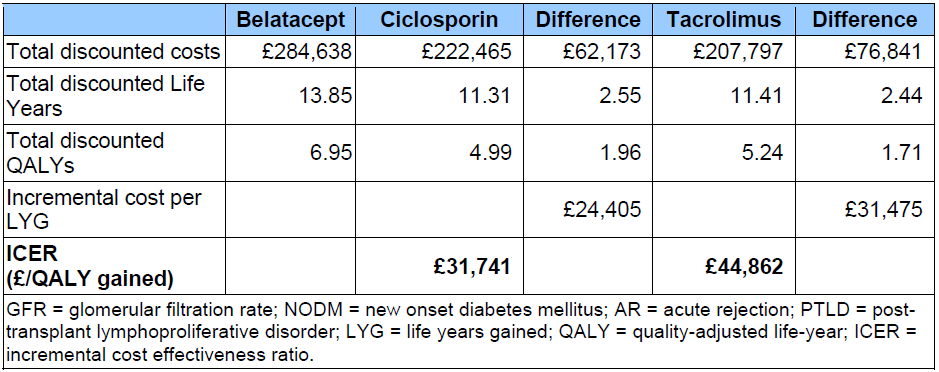 Belatacept Ciclosporin Difference Tacrolimus Difference
Total discounted costs £284,638 £222,465 £62,173 £207,797 £76,841
Total discounted Life
Years
13.85 11.31 2.55 11.41 2.44
Total discounted
QALYs
6.95 4.99 1.96 5.24 1.71
Incremental cost per
LYG
£24,405 £31,475
ICER
(£/QALY gained)
£31,741 £44,862
GFR = glomerular filtration rate; NODM = new onset diabetes mellitus; AR = acute rejection; PTLD = post-
transplant lymphoproliferative disorder; LYG = life years gained; QALY = quality-adjusted life-year; ICER =
incremental cost effectiveness ratio.